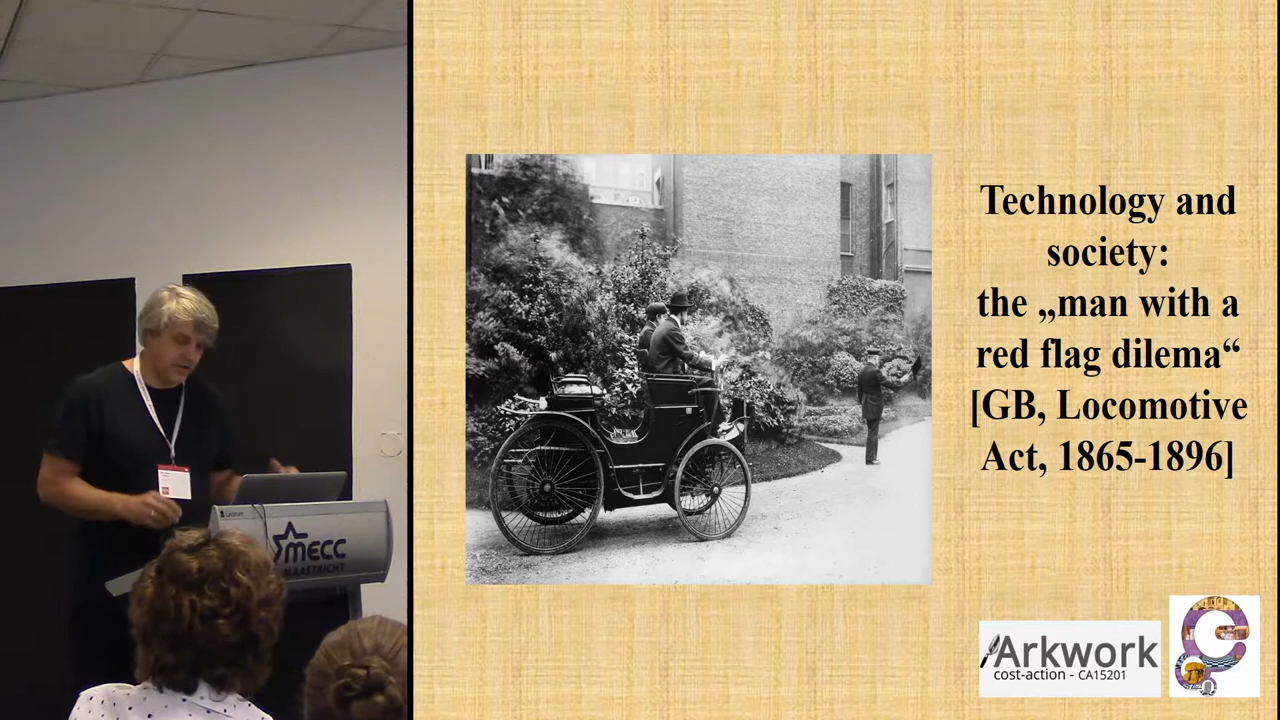 Technology and
society:
the „man with a
red flag dilema“
[GB, Locomotive
Act, 1865-1896]
Arkwork
cost-action - CA15201
Lectrum
mecc
MAASTRICHT